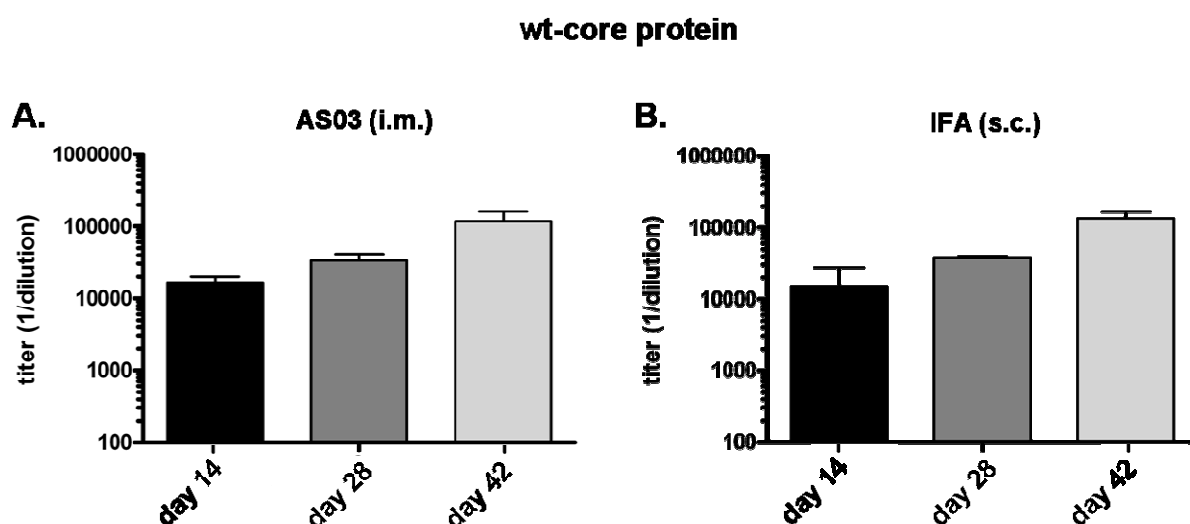 wt-core protein
A.
AS03 (i.m.)
titer (1/dilution)
1000000
100000
10000
1000
100
day 14
day 28
day 42
B.
IFA (s.c.)
titer (1/dilution)
1000000
100000
10000
1000
100
day 14
day 28
day 42